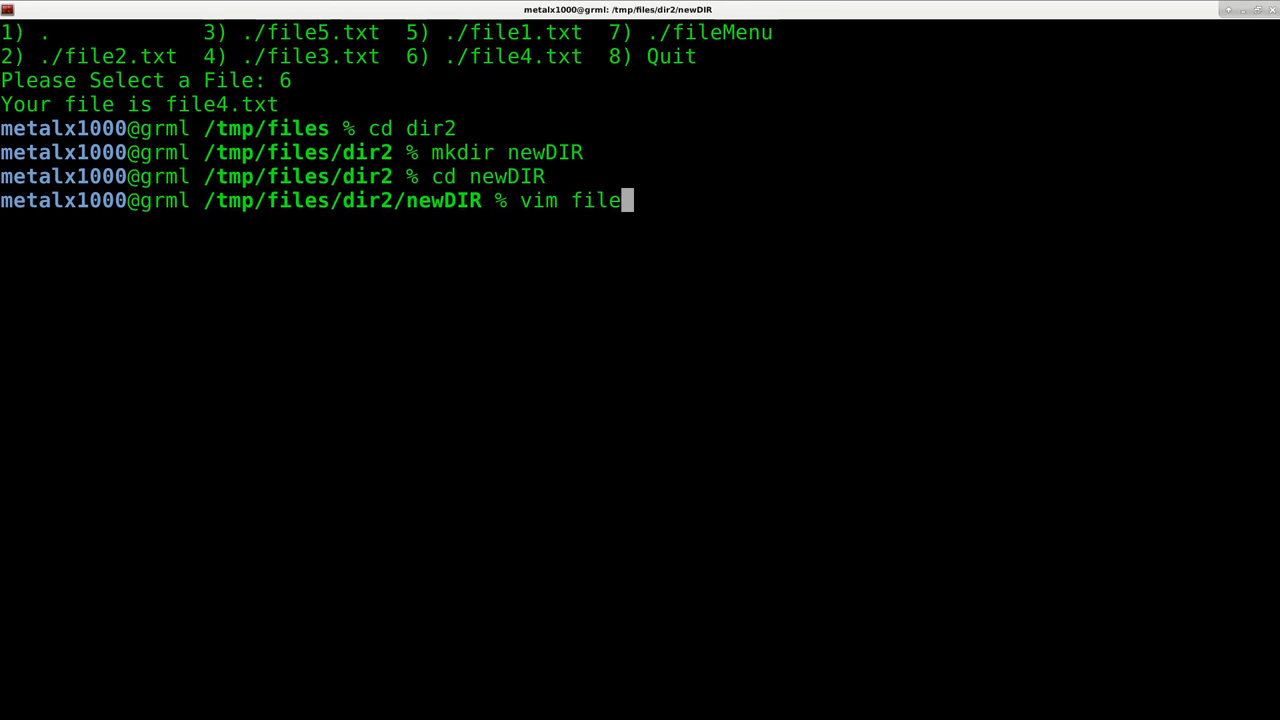 metalx1000@grml: /tmp/files/dir2/newDIR
1) .            3) ./file5.txt  5) ./file1.txt  7) ./fileMenu
2) ./file2.txt  4) ./file3.txt  6) ./file4.txt  8) Quit
Please Select a File: 6
Your file is file4.txt
metalx1000@grml /tmp/files % cd dir2
metalx1000@grml /tmp/files/dir2 % mkdir newDIR
metalx1000@grml /tmp/files/dir2 % cd newDIR
metalx1000@grml /tmp/files/dir2/newDIR % vim file